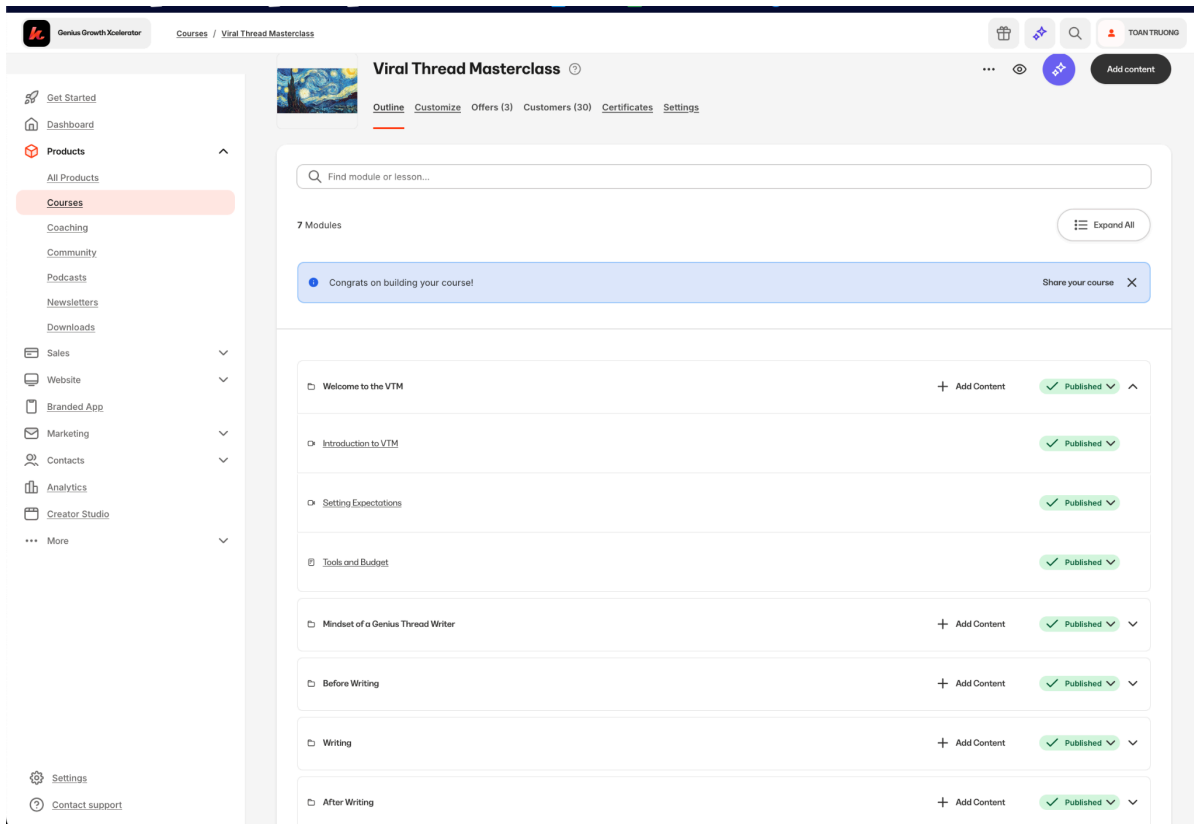 Genius Growth Xcelerator
Courses / Viral Thread Masterclass
TOAN TRUONG
Get Started
Dashboard
Products
All Products
Courses
Coaching
Community
Podcasts
Newsletters
Downloads
Sales
Website
Branded App
Marketing
Contacts
Analytics
Creator Studio
More
Settings
Contact support
Viral Thread Masterclass
Add content
Outline Customize Offers (3) Customers (30) Certificates Settings
Find module or lesson...
7 Modules
Expand All
Congrats on building your course! Share your course
Welcome to the VTM Add Content Published
Introduction to VTM Published
Setting Expectations Published
Tools and Budget Published
Mindset of a Genius Thread Writer Add Content Published
Before Writing Add Content Published
Writing Add Content Published
After Writing Add Content Published